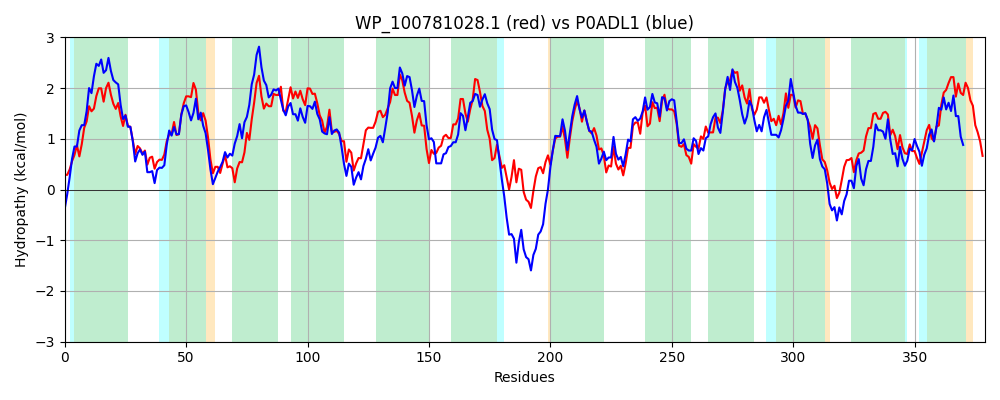 WP_100781028.1 (red) vs P0ADL1 (blue)
Hydropathy (kcal/mol)
3
2
1
0
−1
−2
−3
0 50 100 150 200 250 300 350
Residues